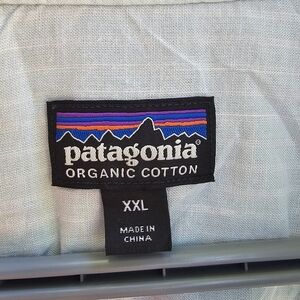 patagonia
ORGANIC COTTON
XXL
MADE IN
CHINA